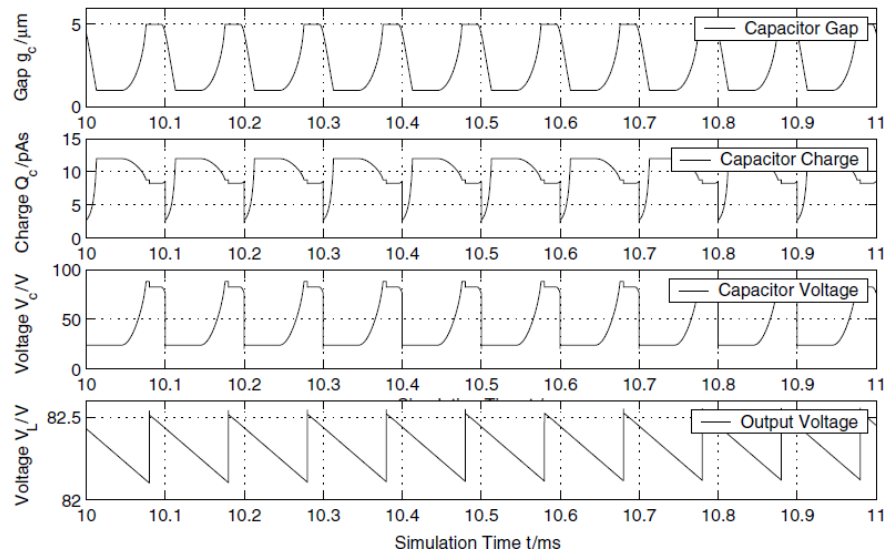 Gap g_c/μm
5
0
Capacitor Gap
10 10.1 10.2 10.3 10.4 10.5 10.6 10.7 10.8 10.9 11
Charge Q_c/pAs
15
10
5
0
Capacitor Charge
10 10.1 10.2 10.3 10.4 10.5 10.6 10.7 10.8 10.9 11
Voltage V_c/V
100
50
0
Capacitor Voltage
10 10.1 10.2 10.3 10.4 10.5 10.6 10.7 10.8 10.9 11
Voltage V_L/V
82.5
82
Output Voltage
10 10.1 10.2 10.3 10.4 10.5 10.6 10.7 10.8 10.9 11
Simulation Time t/ms